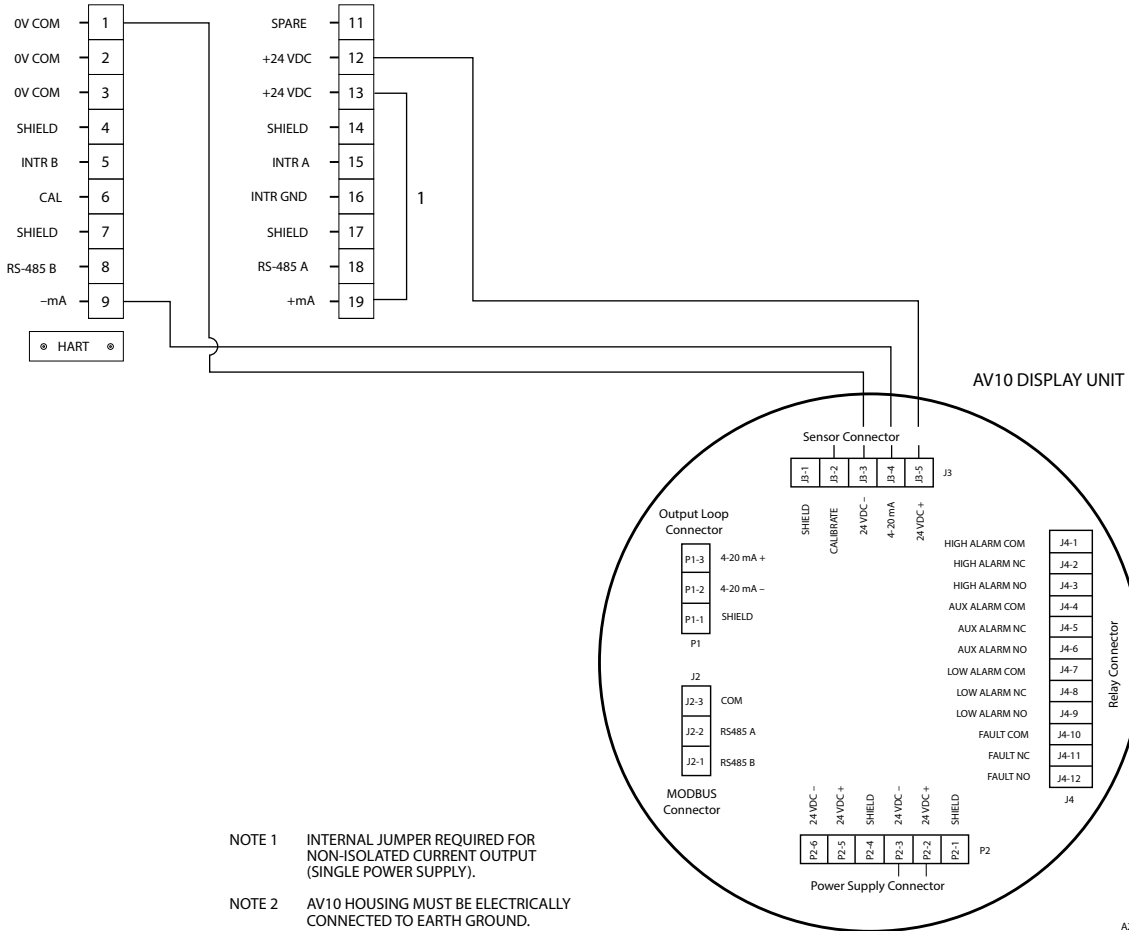 0V COM 1
0V COM 2
0V COM 3
SHIELD 4
INTR B 5
CAL 6
SHIELD 7
RS-485 B 8
–mA 9
HART
SPARE 11
+24 VDC 12
+24 VDC 13
SHIELD 14
INTR A 15
INTR GND 16
SHIELD 17
RS-485 A 18
+mA 19
1
AV10 DISPLAY UNIT
Sensor Connector
J3-1 J3-2 J3-3 J3-4 J3-5 J3
SHIELD
CALIBRATE
24 VDC –
4-20 mA
24 VDC +
Output Loop
Connector
P1-3 4-20 mA +
P1-2 4-20 mA –
P1-1 SHIELD
P1
J2
J2-3 COM
J2-2 RS485 A
J2-1 RS485 B
MODBUS
Connector
HIGH ALARM COM J4-1
HIGH ALARM NC J4-2
HIGH ALARM NO J4-3
AUX ALARM COM J4-4
AUX ALARM NC J4-5
AUX ALARM NO J4-6
LOW ALARM COM J4-7
LOW ALARM NC J4-8
LOW ALARM NO J4-9
FAULT COM J4-10
FAULT NC J4-11
FAULT NO J4-12
J4
Relay Connector
24 VDC –
24 VDC +
SHIELD
24 VDC –
24 VDC +
SHIELD
P2-6 P2-5 P2-4 P2-3 P2-2 P2-1 P2
Power Supply Connector
NOTE 1 INTERNAL JUMPER REQUIRED FOR
NON-ISOLATED CURRENT OUTPUT
(SINGLE POWER SUPPLY).
NOTE 2 AV10 HOUSING MUST BE ELECTRICALLY
CONNECTED TO EARTH GROUND.